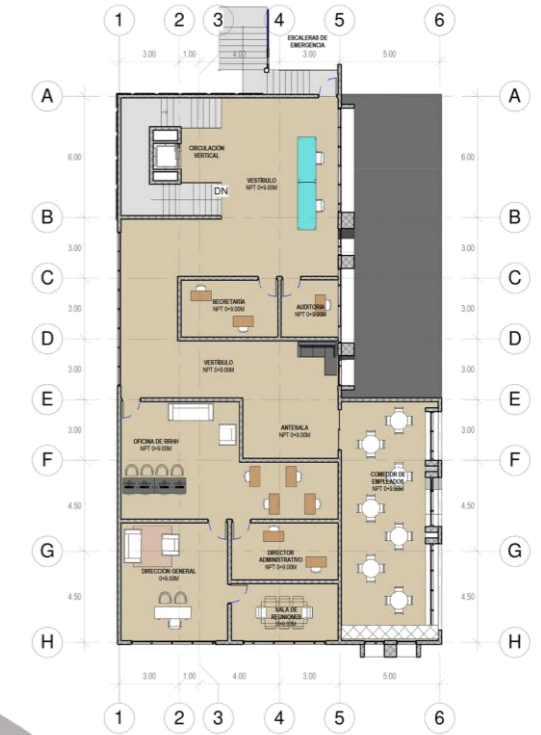 1 2 3 4 5 6
ESCALERAS DE
EMERGENCIA
3.00 1.00 4.00 3.00 5.00
A A
6.00 6.00
CIRCULACIÓN
VERTICAL
VESTÍBULO
NPT 0+9.00M
DN
B B
3.00 3.00
C C
SECRETARÍA
NPT 0+9.00M
AUDITORÍA
NPT 0+9.00M
3.00 3.00
D D
VESTÍBULO
NPT 0+9.00M
3.00 3.00
E E
ANTESALA
NPT 0+9.00M
3.00 3.00
OFICINA DE RRHH
NPT 0+9.00M
F F
COMEDOR DE
EMPLEADOS
NPT 0+9.00M
4.50 4.50
G G
DIRECTOR
ADMINISTRATIVO
NPT 0+9.00M
DIRECCIÓN GENERAL
0+9.00M
4.50 4.50
SALA DE
REUNIONES
0+9.00M
H H
3.00 1.00 4.00 3.00 5.00
1 2 3 4 5 6